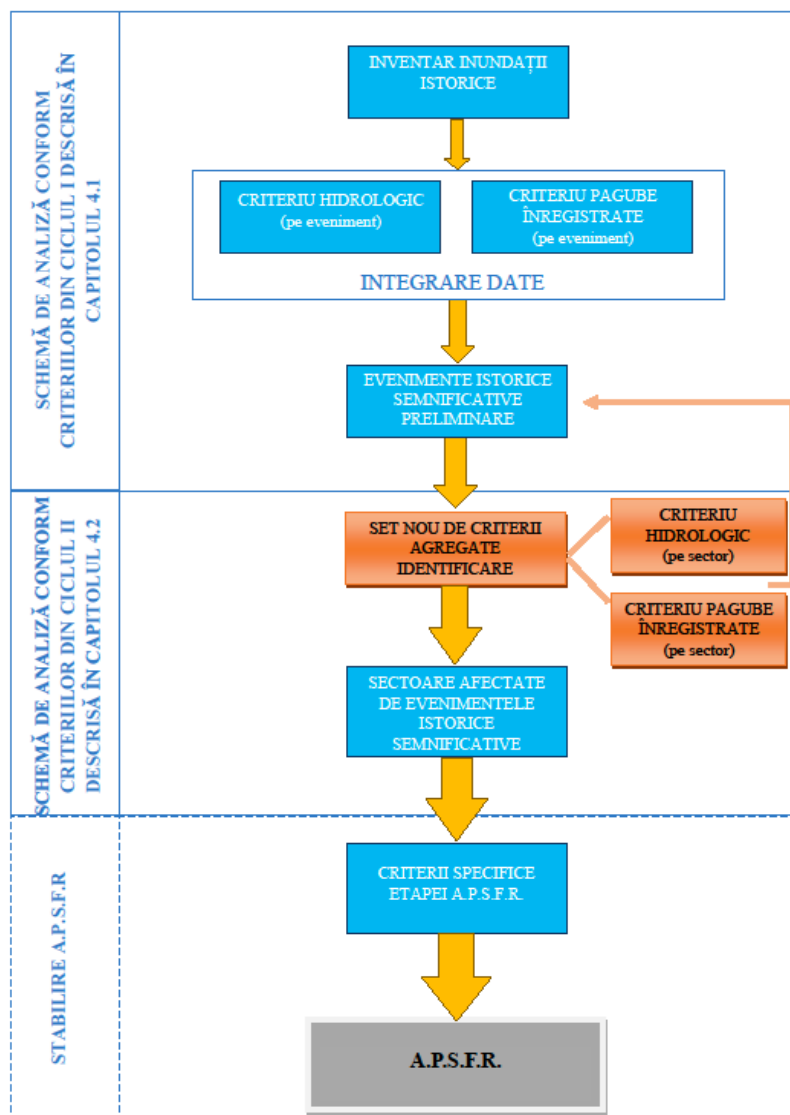 SCHEMĂ DE ANALIZĂ CONFORM
CRITERIILOR DIN CICLUL I DESCRISĂ ÎN
CAPITOLUL 4.1
INVENTAR INUNDAȚII
ISTORICE
CRITERIU HIDROLOGIC
(pe eveniment)
CRITERIU PAGUBE
ÎNREGISTRATE
(pe eveniment)
INTEGRARE DATE
EVENIMENTE ISTORICE
SEMNIFICATIVE
PRELIMINARE
SCHEMĂ DE ANALIZĂ CONFORM
CRITERIILOR DIN CICLUL II
DESCRISĂ ÎN CAPITOLUL 4.2
SET NOU DE CRITERII
AGREGATE
IDENTIFICARE
CRITERIU
HIDROLOGIC
(pe sector)
CRITERIU PAGUBE
ÎNREGISTRATE
(pe sector)
SECTOARE AFECTATE
DE EVENIMENTELE
ISTORICE
SEMNIFICATIVE
STABILIRE A.P.S.F.R
CRITERII SPECIFICE
ETAPEI A.P.S.F.R.
A.P.S.F.R.